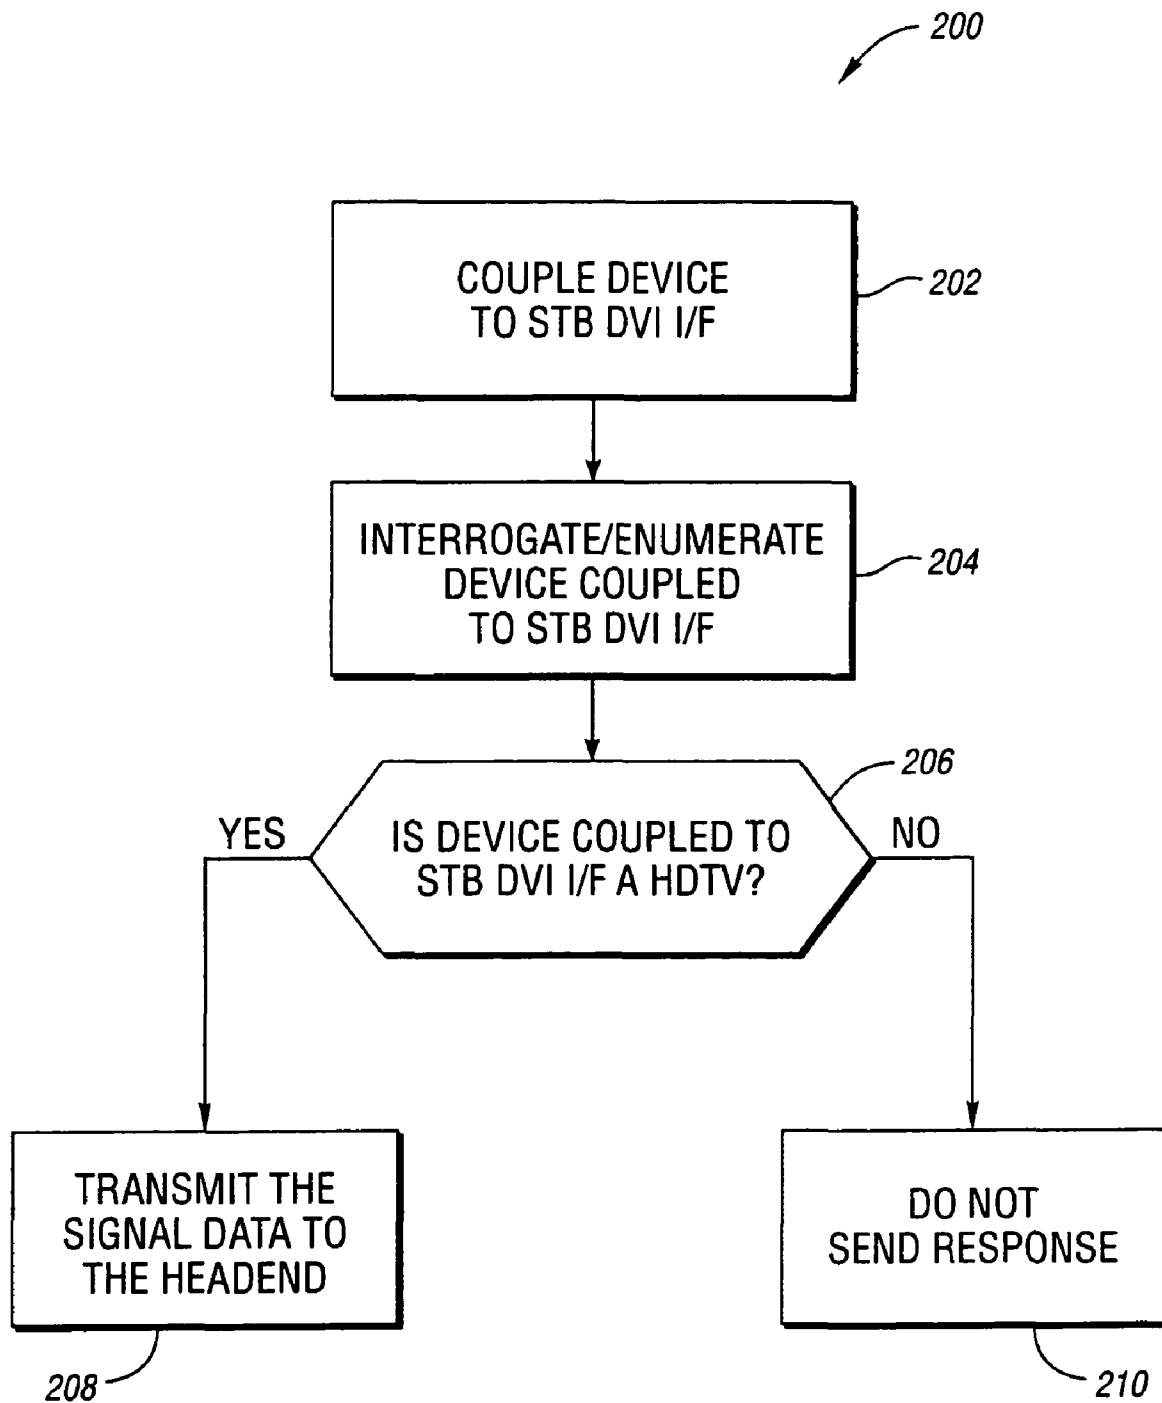 200
COUPLE DEVICE
TO STB DVI I/F
202
INTERROGATE/ENUMERATE
DEVICE COUPLED
TO STB DVI I/F
204
206
YES
IS DEVICE COUPLED TO
STB DVI I/F A HDTV?
NO
TRANSMIT THE
SIGNAL DATA TO
THE HEADEND
208
DO NOT
SEND RESPONSE
210